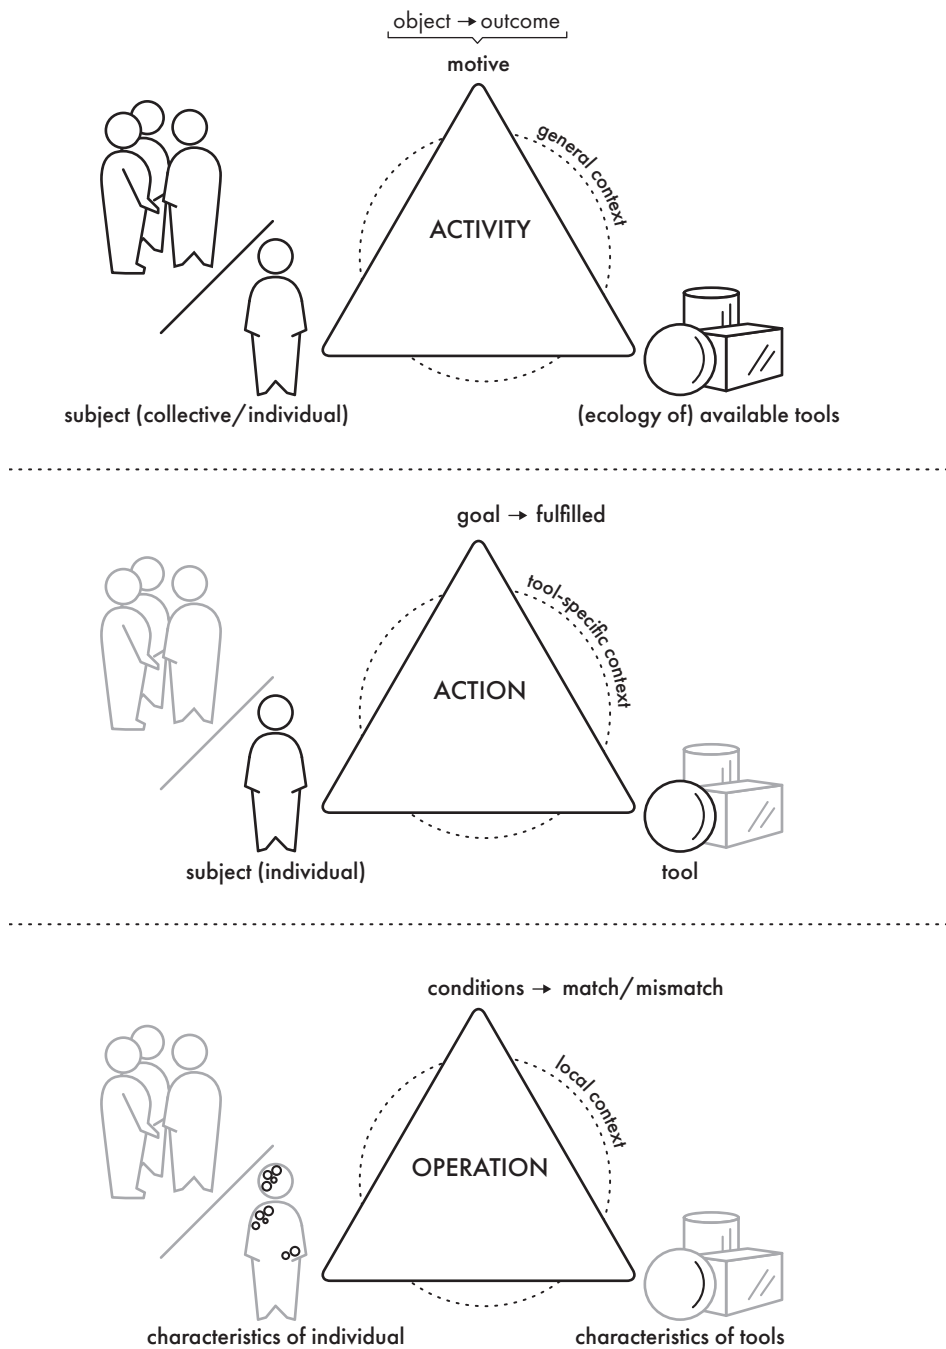 object → outcome
motive
general context
ACTIVITY
subject (collective/individual)
(ecology of) available tools
goal → fulfilled
tool-specific context
ACTION
subject (individual)
tool
conditions → match/mismatch
local context
OPERATION
characteristics of individual
characteristics of tools